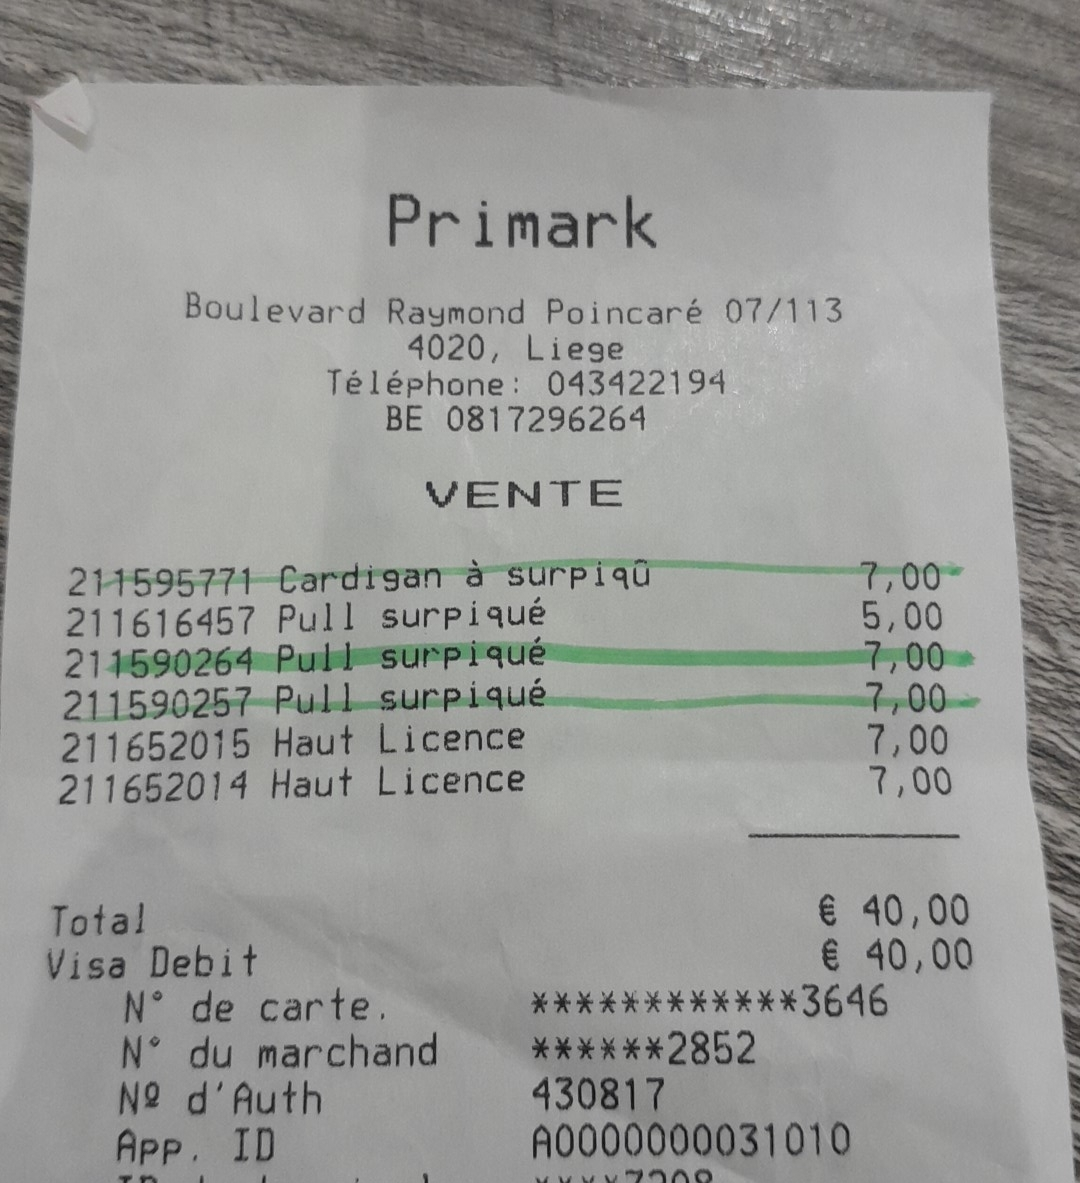 Primark
Boulevard Raymond Poincaré 07/113
4020, Liege
Téléphone: 043422194
BE 0817296264
VENTE
211595771 Cardigan à surpiqû 7,00
211616457 Pull surpiqué 5,00
211590264 Pull surpiqué 7,00
211590257 Pull surpiqué 7,00
211652015 Haut Licence 7,00
211652014 Haut Licence 7,00
Total € 40,00
Visa Debit € 40,00
N° de carte. ************3646
N° du marchand ******2852
Nº d'Auth 430817
App. ID A0000000031010